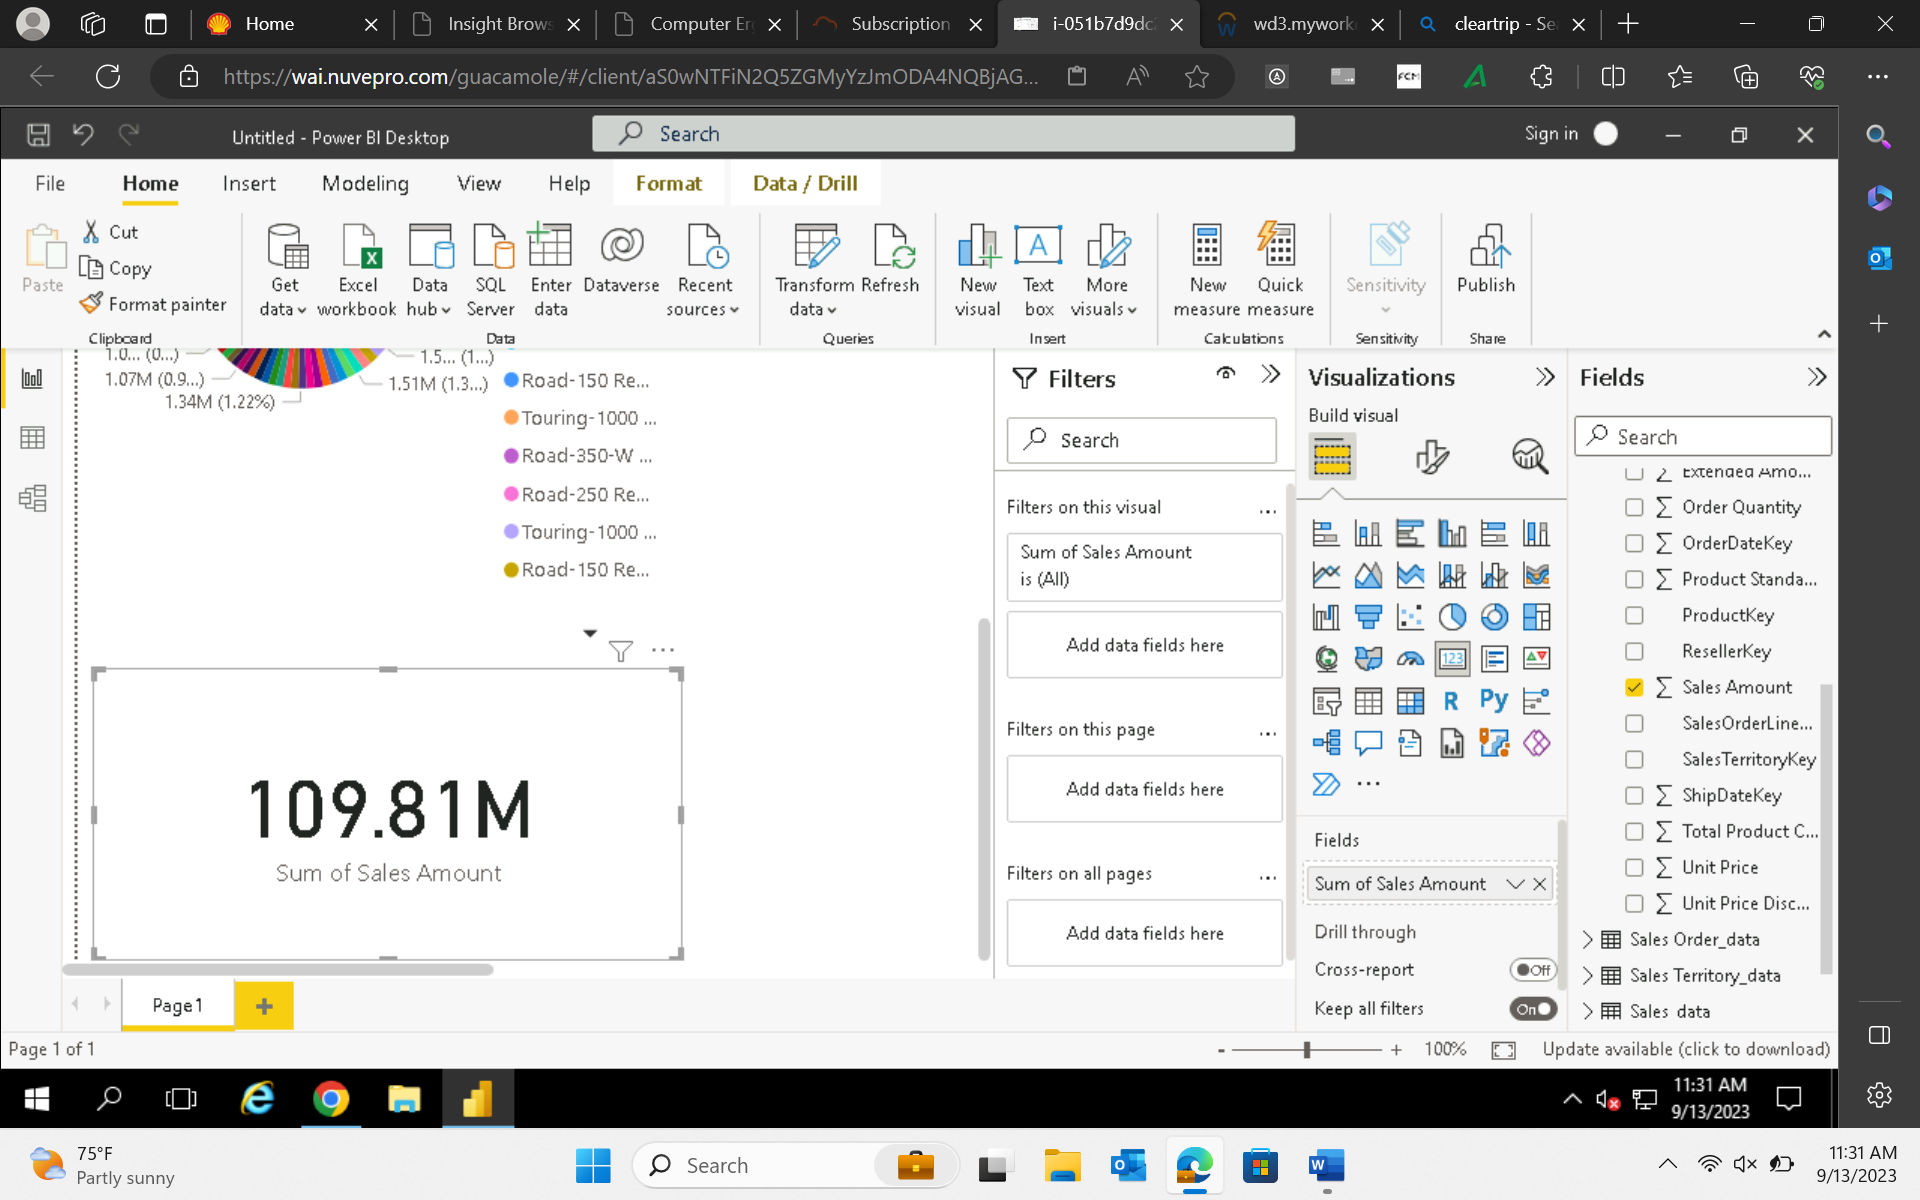 Home
Insight Brows
Computer En
Subscription
i-051b7d9dc
wd3.mywork
cleartrip - Se
https://wai.nuvepro.com/guacamole/#/client/aS0wNTFiN2Q5ZGMyYzJmODA4NQBjAG...
Untitled - Power BI Desktop
Search
Sign in
File Home Insert Modeling View Help Format Data / Drill
Paste
Cut
Copy
Format painter
Clipboard
Get data
Excel workbook
Data hub
SQL Server
Enter data
Dataverse
Recent sources
Data
Transform data
Refresh
Queries
New visual
Text box
More visuals
Insert
New measure
Quick measure
Calculations
Sensitivity
Sensitivity
Publish
Share
1.0... (0...)
1.07M (0.9...)
1.34M (1.22%)
1.5... (1...)
1.51M (1.3...)
Road-150 Re...
Touring-1000 ...
Road-350-W ...
Road-250 Re...
Touring-1000 ...
Road-150 Re...
109.81M
Sum of Sales Amount
Filters
Search
Filters on this visual ...
Sum of Sales Amount
is (All)
Add data fields here
Filters on this page ...
Add data fields here
Filters on all pages ...
Add data fields here
Visualizations
Build visual
123
R
Py
...
Fields
Sum of Sales Amount
Drill through
Cross-report Off
Keep all filters On
Fields
Search
Extended Amo...
Order Quantity
OrderDateKey
Product Standa...
ProductKey
ResellerKey
Sales Amount
SalesOrderLine...
SalesTerritoryKey
ShipDateKey
Total Product C...
Unit Price
Unit Price Disc...
Sales Order_data
Sales Territory_data
Sales data
Page 1
Page 1 of 1
- + 100%
Update available (click to download)
11:31 AM
9/13/2023
75°F
Partly sunny
Search
11:31 AM
9/13/2023